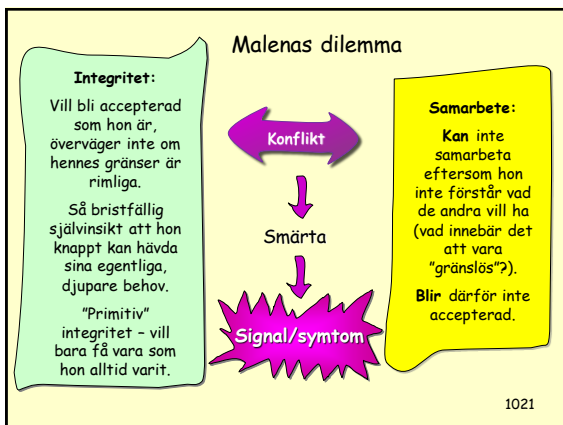 Malenas dilemma
Integritet:
Vill bli accepterad
som hon är,
överväger inte om
hennes gränser är
rimliga.
Så bristfällig
självinsikt att hon
knappt kan hävda
sina egentliga,
djupare behov.
"Primitiv"
integritet – vill
bara få vara som
hon alltid varit.
Konflikt
Smärta
Signal/symtom
Samarbete:
Kan inte
samarbeta
eftersom hon
inte förstår vad
de andra vill ha
(vad innebär det
att vara
"gränslös"?).
Blir därför inte
accepterad.
1021